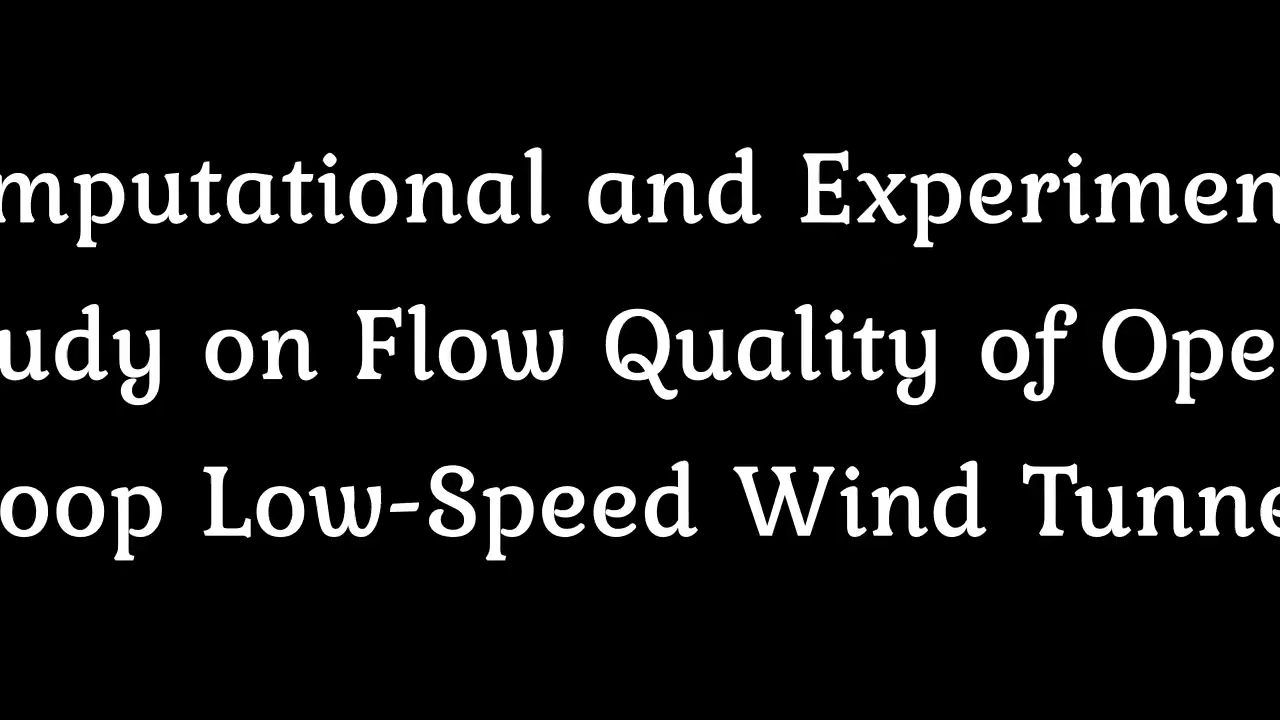 mputational and Experimen
udy on Flow Quality of Ope
oop Low-Speed Wind Tunne